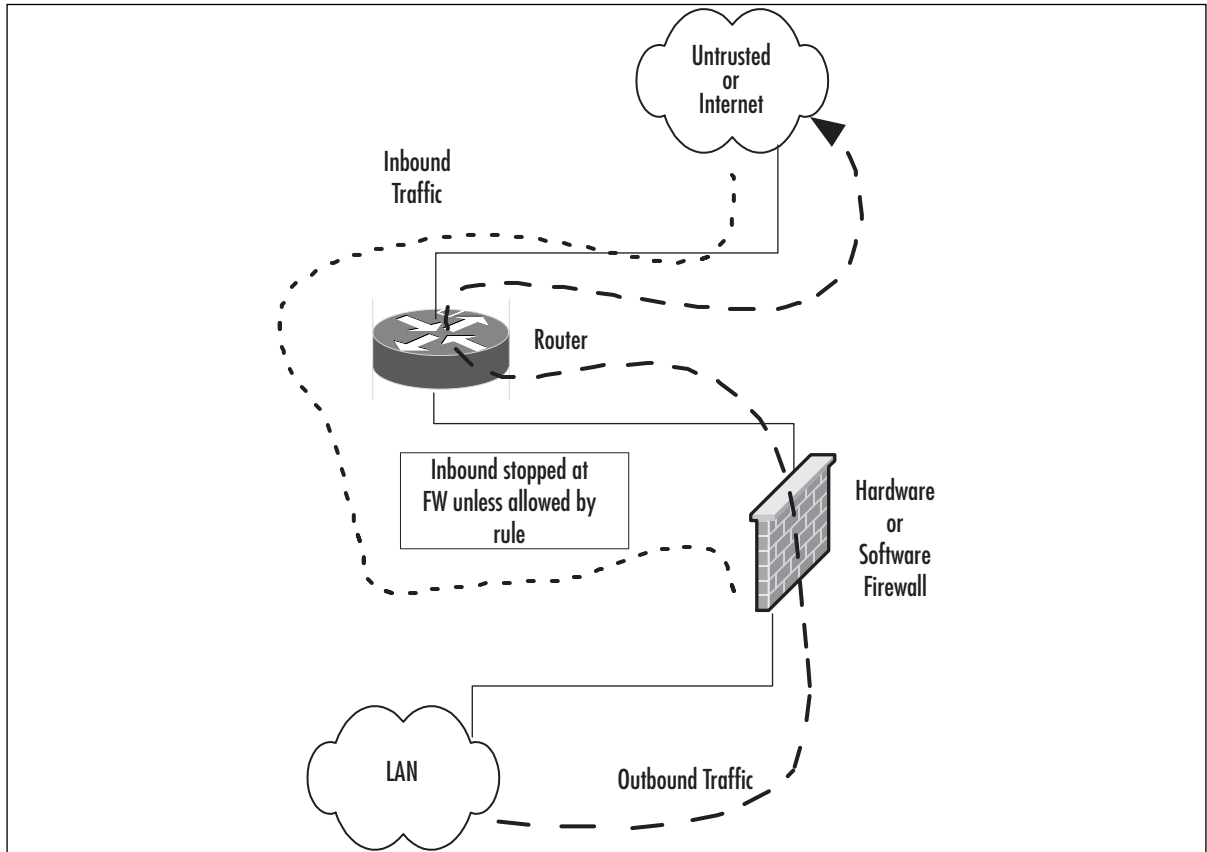 Untrusted
or
Internet
Inbound
Traffic
Router
Inbound stopped at
FW unless allowed by
rule
Hardware
or
Software
Firewall
LAN
Outbound Traffic